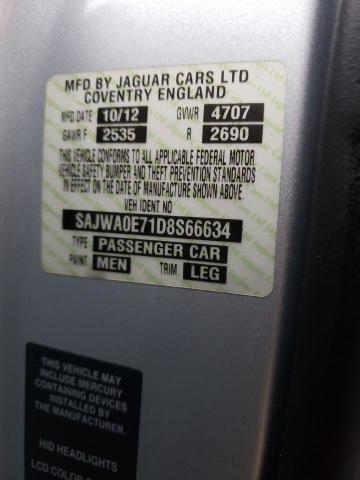 MFD BY JAGUAR CARS LTD
COVENTRY ENGLAND
MFD DATE 10/12 GVWR 4707
GAWR F 2535 R 2690
THIS VEHICLE CONFORMS TO ALL APPLICABLE FEDERAL MOTOR
VEHICLE SAFETY, BUMPER AND THEFT PREVENTION STANDARDS
IN EFFECT ON THE DATE OF MANUFACTURE SHOWN ABOVE.
VEH IDENT NO
SAJWA0E71D8S66634
TYPE PASSENGER CAR
PAINT MEN TRIM LEG
THIS VEHICLE MAY
INCLUDE MERCURY
CONTAINING DEVICES
INSTALLED BY THE
MANUFACTURER.
HID HEADLIGHTS
LCD COLOR